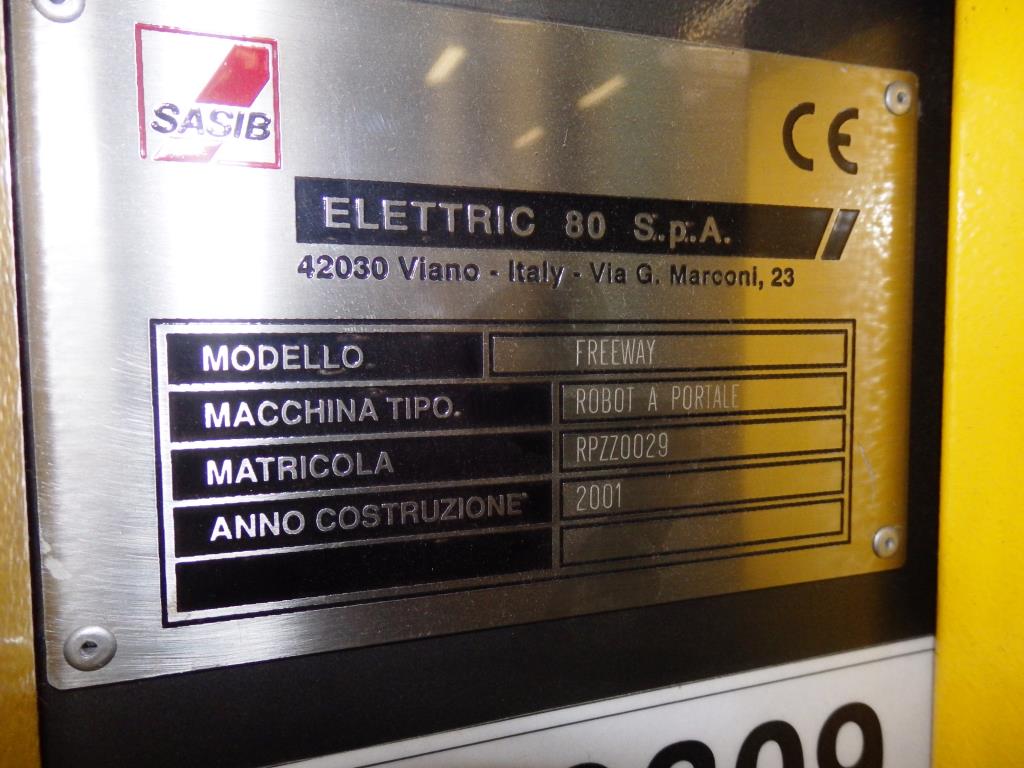 SASIB
CE
ELETTRIC 80 S.p.A.
42030 Viano - Italy - Via G. Marconi, 23
MODELLO FREEWAY
MACCHINA TIPO. ROBOT A PORTALE
MATRICOLA RPZZ0029
ANNO COSTRUZIONE 2001